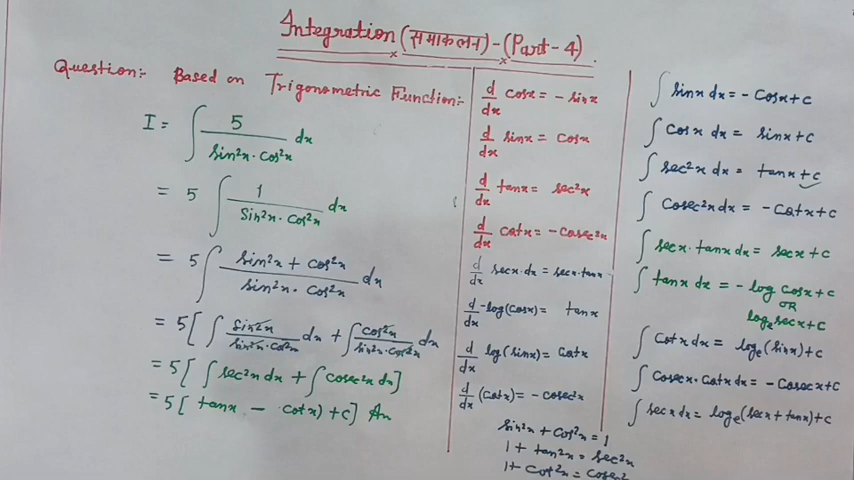 Integration (समाकलन) - (Part - 4)
Question:- Based on Trigonometric Function:-
I = ∫ 5 / sin²x · cos²x dx
= 5 ∫ 1 / sin²x · cos²x dx
= 5 ∫ sin²x + cos²x / sin²x · cos²x dx
= 5 [ ∫ sin²x / sin²x · cos²x dx + ∫ cos²x / sin²x · cos²x dx
= 5 [ ∫ sec²x dx + ∫ cosec²x dx ]
= 5 [ tanx - cotx) + c ] An
d/dx cosx = - sinx
d/dx sinx = cosx
d/dx tanx = sec²x
d/dx cotx = - cosec²x
d/dx secx · dx = secx · tanx
d/dx -log(cosx) = tanx
d/dx log(sinx) = cotx
d/dx (cotx) = - cosec²x
sin²x + cos²x = 1
1 + tan²x = sec²x
1 + cot²x = cosec²
∫ sinx dx = - cosx + c
∫ cosx dx = sinx + c
∫ sec²x dx = tanx + c
∫ cosec²x dx = - cotx + c
∫ secx · tanx dx = secx + c
∫ tanx dx = - log cosx + c
OR
logₑ secx + c
∫ cotx dx = logₑ (sinx) + c
∫ cosecx · cotx dx = - cosecx + c
∫ secx dx = logₑ (secx + tanx) + c